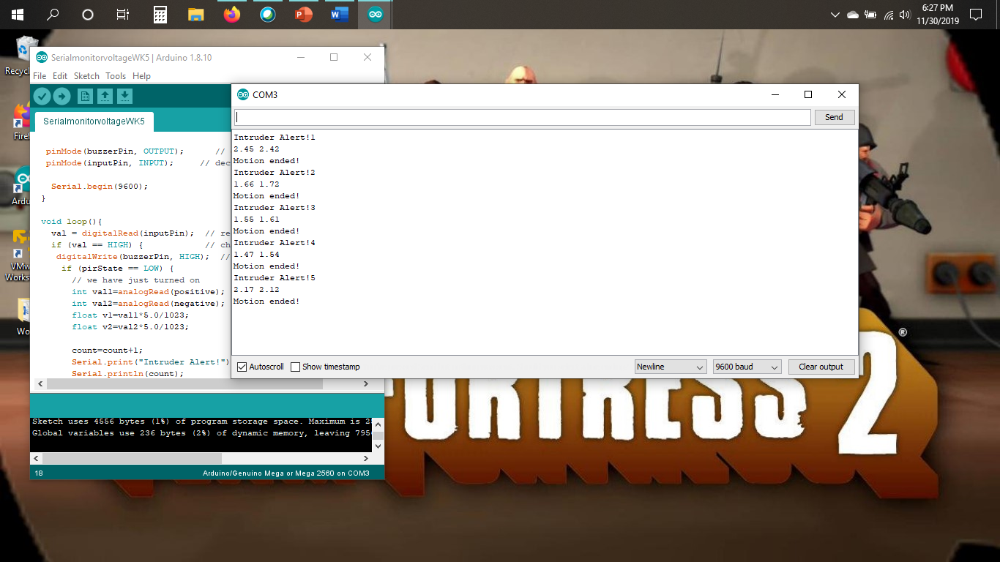 6:27 PM
11/30/2019
SerialmonitorvoltageWK5 | Arduino 1.8.10
File Edit Sketch Tools Help
SerialmonitorvoltageWK5
pinMode(buzzerPin, OUTPUT); //
pinMode(inputPin, INPUT); // dec
Serial.begin(9600);
}
void loop(){
val = digitalRead(inputPin); // re
if (val == HIGH) { // ch
digitalWrite(buzzerPin, HIGH); //
if (pirState == LOW) {
// we have just turned on
int val1=analogRead(positive);
int val2=analogRead(negative);
float v1=val1*5.0/1023;
float v2=val2*5.0/1023;
count=count+1;
Serial.print("Intruder Alert!")
Serial.println(count);
Sketch uses 4556 bytes (1%) of program storage space. Maximum is 2
Global variables use 236 bytes (2%) of dynamic memory, leaving 795
18
Arduino/Genuino Mega or Mega 2560 on COM3
COM3
Send
Intruder Alert!1
2.45 2.42
Motion ended!
Intruder Alert!2
1.66 1.72
Motion ended!
Intruder Alert!3
1.55 1.61
Motion ended!
Intruder Alert!4
1.47 1.54
Motion ended!
Intruder Alert!5
2.17 2.12
Motion ended!
Autoscroll
Show timestamp
Newline
9600 baud
Clear output
Recyc
Firef
Ardu
VMw
Works
Wo
FORTRESS 2
®